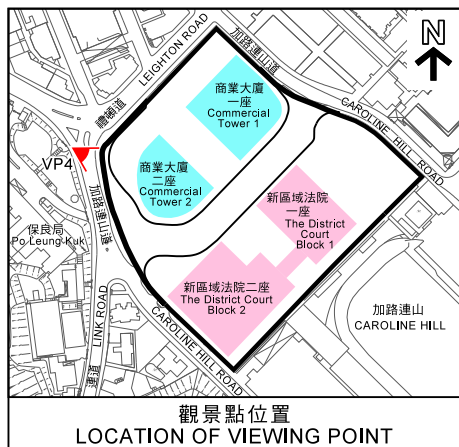 N
LEIGHTON ROAD
禮頓道
加路連山道
CAROLINE HILL ROAD
商業大廈
一座
Commercial
Tower 1
VP4
商業大廈
二座
Commercial
Tower 2
加路連山道
保良局
Po Leung Kuk
新區域法院
一座
The District
Court
Block 1
新區域法院二座
The District Court
Block 2
加路連山
CAROLINE HILL
LINK ROAD
連道
CAROLINE HILL ROAD
觀景點位置
LOCATION OF VIEWING POINT